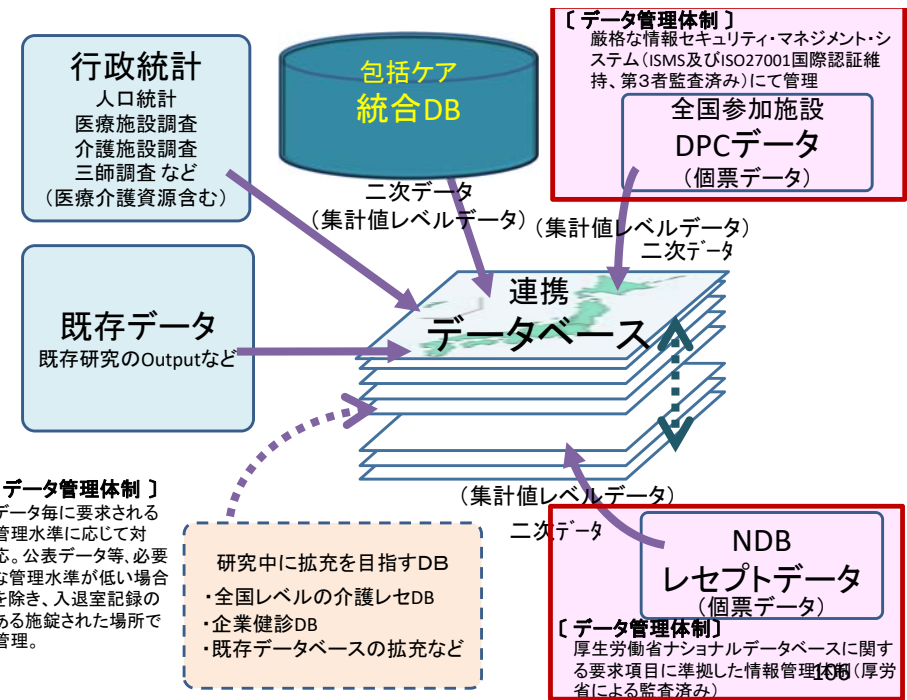 行政統計
人口統計
医療施設調査
介護施設調査
三師調査 など
（医療介護資源含む）
包括ケア
統合DB
〔 データ管理体制 〕
厳格な情報セキュリティ・マネジメント・シ
ステム（ISMS及びISO27001国際認証維
持、第３者監査済み）にて管理
全国参加施設
DPCデータ
（個票データ）
二次データ
（集計値レベルデータ）
（集計値レベルデータ）
二次データ
既存データ
既存研究のOutputなど
連携
データベース
データ管理体制 〕
データ毎に要求される
管理水準に応じて対
応。公表データ等、必要
な管理水準が低い場合
を除き、入退室記録の
ある施錠された場所で
管理。
研究中に拡充を目指すＤＢ
・全国レベルの介護レセDB
・企業健診DB
・既存データベースの拡充など
（集計値レベルデータ）
二次データ
NDB
レセプトデータ
（個票データ）
〔 データ管理体制〕
厚生労働省ナショナルデータベースに関す
る要求項目に準拠した情報管理体制（厚労
省による監査済み）
106